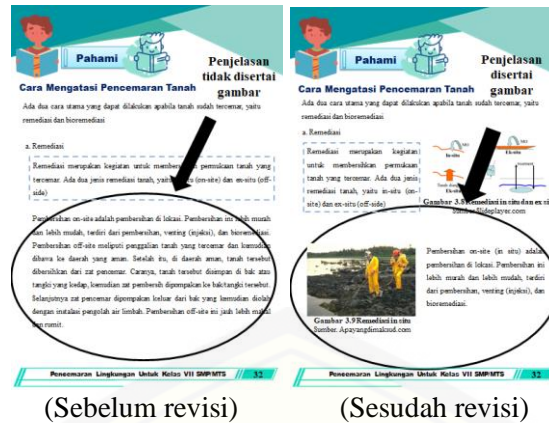 Pahami
Penjelasan
tidak disertai
gambar
Cara Mengatasi Pencemaran Tanah
Ada dua cara utama yang dapat dilakukan apabila tanah sudah tercemar, yaitu
remediasi dan bioremediasi
a. Remediasi
Remediasi merupakan kegiatan untuk membersihkan permukaan tanah yang
tercemar. Ada dua jenis remediasi tanah, yaitu in-situ (on-site) dan ex-situ (off-
side)
Pembersihan on-site adalah pembersihan di lokasi. Pembersihan ini lebih murah
dan lebih mudah, terdiri dari pembersihan, venting (injeksi), dan bioremediasi.
Pembersihan off-site meliputi penggalian tanah yang tercemar dan kemudian
dibawa ke daerah yang aman. Setelah itu, di daerah aman, tanah tersebut
dibersihkan dari zat pencemar. Caranya, tanah tersebut disimpan di bak atau
tangki yang kedap, kemudian zat pembersih dipompakan ke bak/tangki tersebut.
Selanjutnya zat pencemar dipompakan keluar dari bak yang kemudian diolah
dengan instalasi pengolah air limbah. Pembersihan off-site ini jauh lebih mahal
dan rumit.
Pencemaran Lingkungan Untuk Kelas VII SMP/MTS 32
(Sebelum revisi)
Pahami
Penjelasan
disertai
gambar
Cara Mengatasi Pencemaran Tanah
Ada dua cara utama yang dapat dilakukan apabila tanah sudah tercemar, yaitu
remediasi dan bioremediasi
a. Remediasi
Remediasi merupakan kegiatan
untuk membersihkan permukaan
tanah yang tercemar. Ada dua jenis
remediasi tanah, yaitu in-situ (on-
site) dan ex-situ (off-side)
In-situ
Ek-situ
Ek-situ
Gambar 3.8 Remediasi in situ dan ex si
Sumber Slideplayer.com
Pembersihan on-site (in situ) adalah
pembersihan di lokasi. Pembersihan ini
lebih murah dan lebih mudah, terdiri
dari pembersihan, venting (injeksi), dan
bioremediasi.
Gambar 3.9 Remediasi in situ
Sumber. Apayangdimaksud.com
Pencemaran Lingkungan Untuk Kelas VII SMP/MTS 32
(Sesudah revisi)